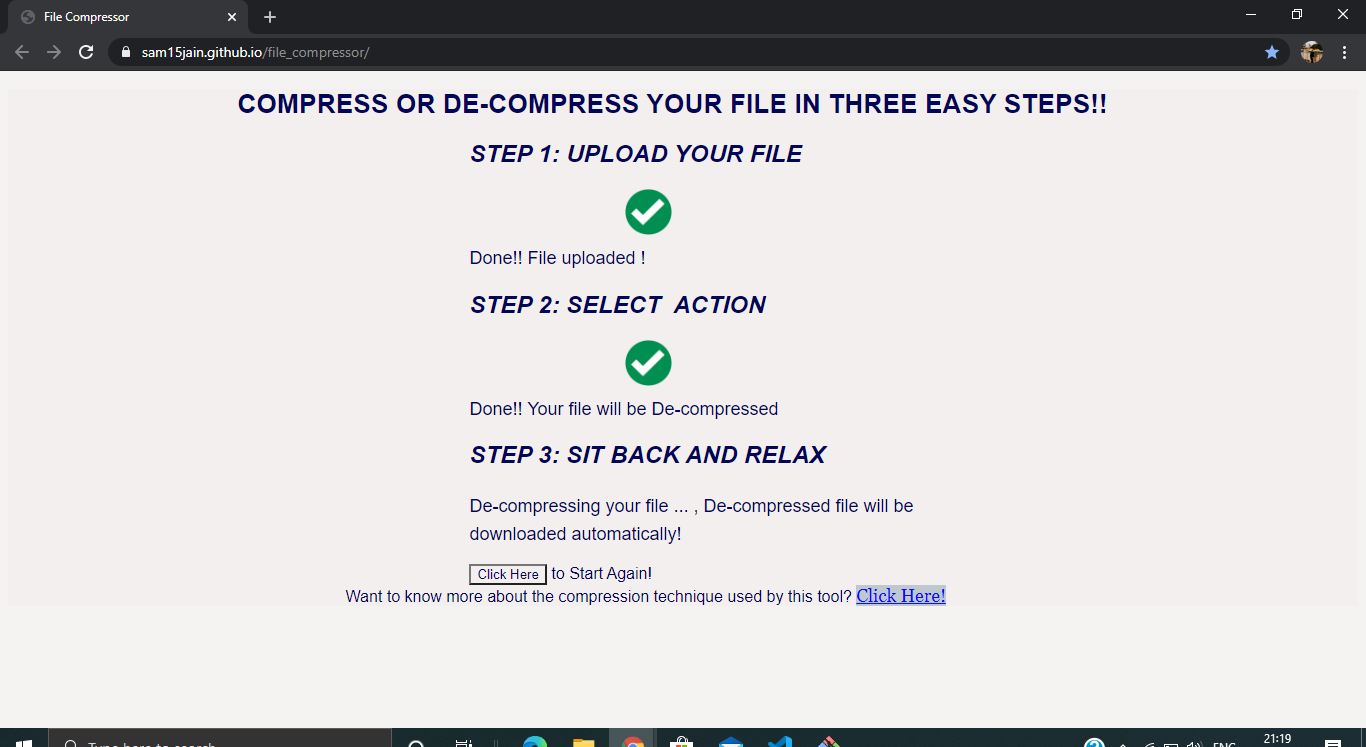 File Compressor
sam15jain.github.io/file_compressor/
COMPRESS OR DE-COMPRESS YOUR FILE IN THREE EASY STEPS!!
STEP 1: UPLOAD YOUR FILE
Done!! File uploaded !
STEP 2: SELECT  ACTION
Done!! Your file will be De-compressed
STEP 3: SIT BACK AND RELAX
De-compressing your file ... , De-compressed file will be
downloaded automatically!
Click Here to Start Again!
Want to know more about the compression technique used by this tool? Click Here!
Type here to search
ENG
21:19